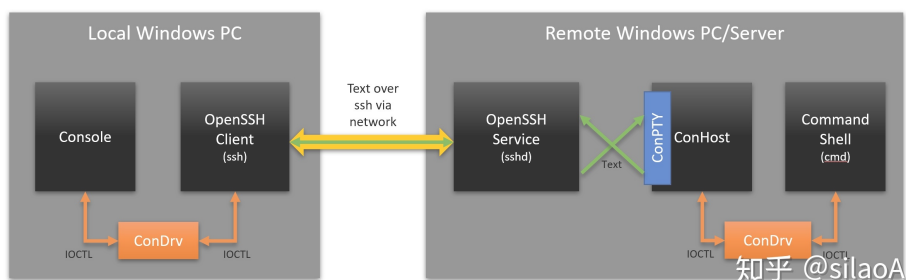 Local Windows PC
Console
OpenSSH
Client
(ssh)
IOCTL
ConDrv
IOCTL
Text over
ssh via
network
Remote Windows PC/Server
OpenSSH
Service
(sshd)
Text
ConPTY
ConHost
Command
Shell
(cmd)
IOCTL
ConDrv
IOCTL
知乎 @silaoA